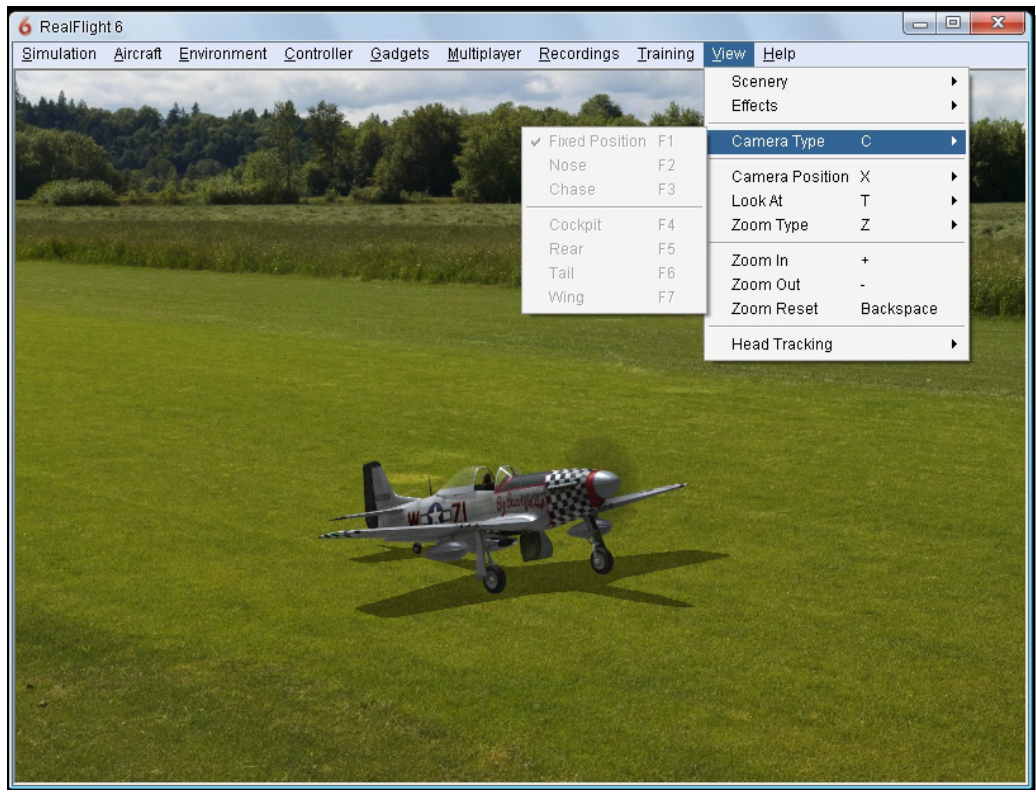 6 RealFlight 6
Simulation Aircraft Environment Controller Gadgets Multiplayer Recordings Training View Help
Scenery
Effects
Camera Type C
Camera Position X
Look At T
Zoom Type Z
Zoom In +
Zoom Out -
Zoom Reset Backspace
Head Tracking
Fixed Position F1
Nose F2
Chase F3
Cockpit F4
Rear F5
Tail F6
Wing F7
W 71